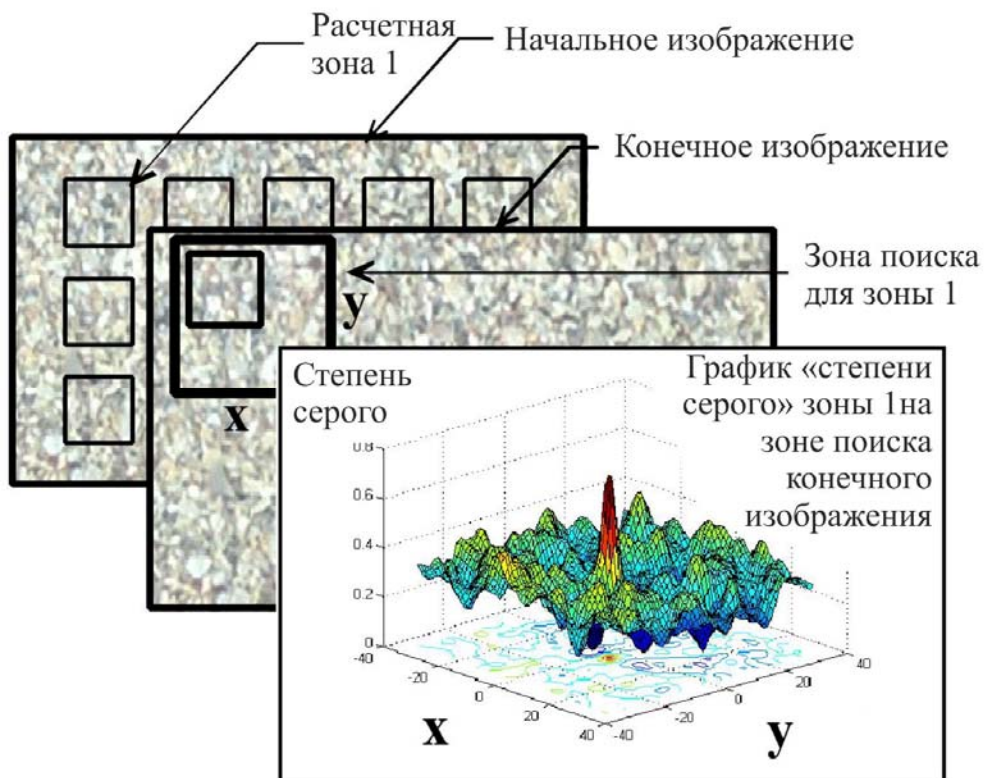 Расчетная
зона 1
Начальное изображение
Конечное изображение
Зона поиска
для зоны 1
y
x
Степень
серого
График «степени
серого» зоны 1на
зоне поиска
конечного
изображения
0.8
0.6
0.4
0.2
0
-40
-20
0
20
40
-40
-20
0
20
40
x
y